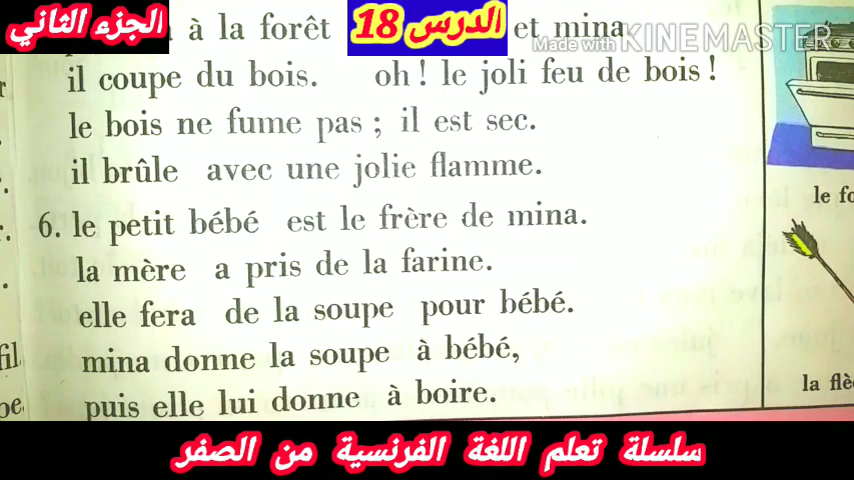 الجزء الثاني
الدرس 18
Made with KINEMASTER
à la forêt et mina
il coupe du bois. oh ! le joli feu de bois !
le bois ne fume pas ; il est sec.
il brûle avec une jolie flamme.
6. le petit bébé est le frère de mina.
la mère a pris de la farine.
elle fera de la soupe pour bébé.
mina donne la soupe à bébé,
puis elle lui donne à boire.
le fo
la flè
fil
سلسلة تعلم اللغة الفرنسية من الصفر